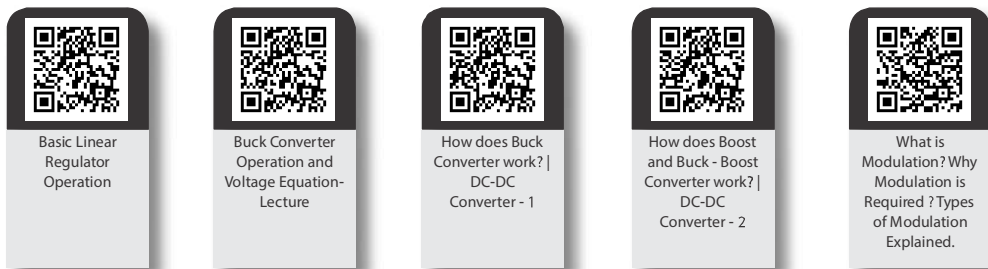 Basic Linear
Regulator
Operation
Buck Converter
Operation and
Voltage Equation-
Lecture
How does Buck
Converter work? |
DC-DC
Converter - 1
How does Boost
and Buck - Boost
Converter work? |
DC-DC
Converter - 2
What is
Modulation? Why
Modulation is
Required ? Types
of Modulation
Explained.